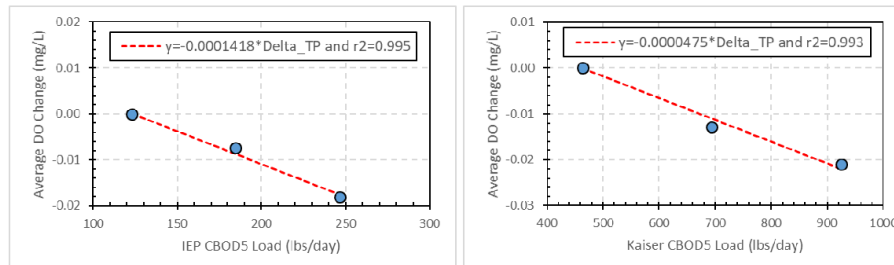 0.02
y=-0.0001418*Delta_TP and r2=0.995
0.01
0.00
-0.01
-0.02
Average DO Change (mg/L)
100 150 200 250 300
IEP CBOD5 Load (lbs/day)
0.01
y=-0.0000475*Delta_TP and r2=0.993
0.00
-0.01
-0.02
-0.03
Average DO Change (mg/L)
400 500 600 700 800 900 1000
Kaiser CBOD5 Load (lbs/day)